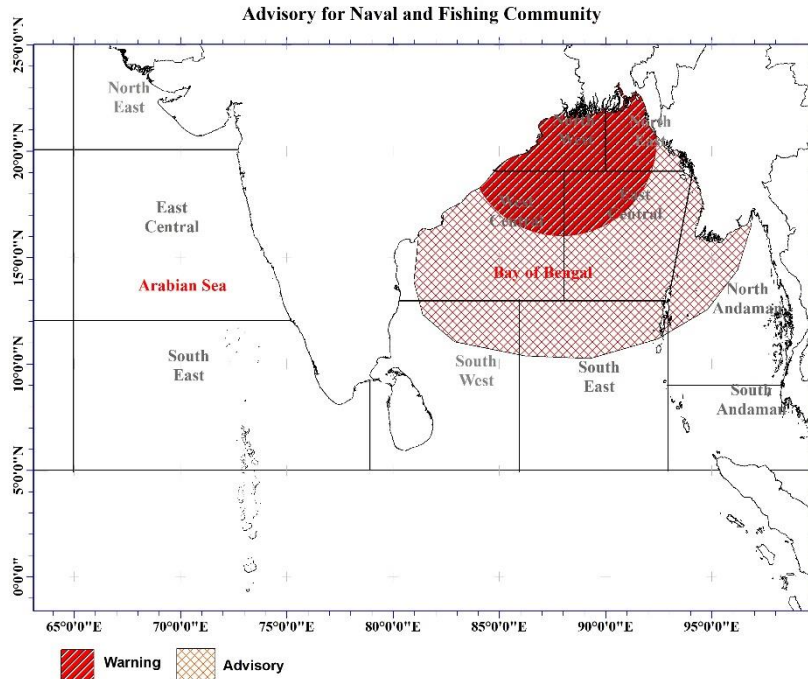 Advisory for Naval and Fishing Community
25°0'0"N
20°0'0"N
15°0'0"N
10°0'0"N
5°0'0"N
0°0'0"
North
East
North
West
North
East
East
Central
West
Central
East
Central
Arabian Sea
Bay of Bengal
North
Andaman
South
East
South
West
South
East
South
Andaman
65°0'0"E
70°0'0"E
75°0'0"E
80°0'0"E
85°0'0"E
90°0'0"E
95°0'0"E
Warning
Advisory